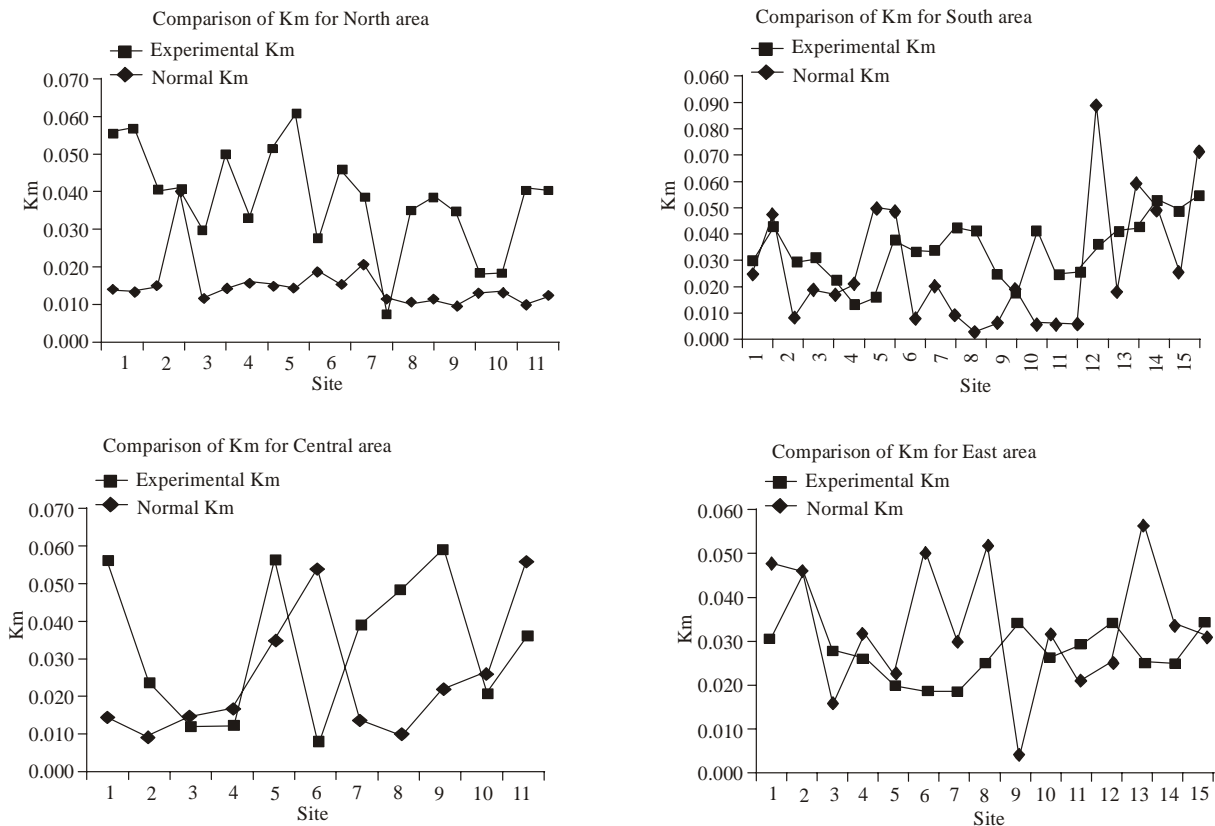 Comparison of Km for North area
Experimental Km
Normal Km
0.070
0.060
0.050
0.040
0.030
0.020
0.010
0.000
Km
1 2 3 4 5 6 7 8 9 10 11
Site
Comparison of Km for South area
Experimental Km
Normal Km
0.060
0.090
0.080
0.070
0.060
0.050
0.040
0.030
0.020
0.010
0.000
Km
1 2 3 4 5 6 7 8 9 10 11 12 13 14 15
Site
Comparison of Km for Central area
Experimental Km
Normal Km
0.070
0.060
0.050
0.040
0.030
0.020
0.010
0.000
Km
1 2 3 4 5 6 7 8 9 10 11
Site
Comparison of Km for East area
Experimental Km
Normal Km
0.060
0.050
0.040
0.030
0.020
0.010
0.000
Km
1 2 3 4 5 6 7 8 9 10 11 12 13 14 15
Site